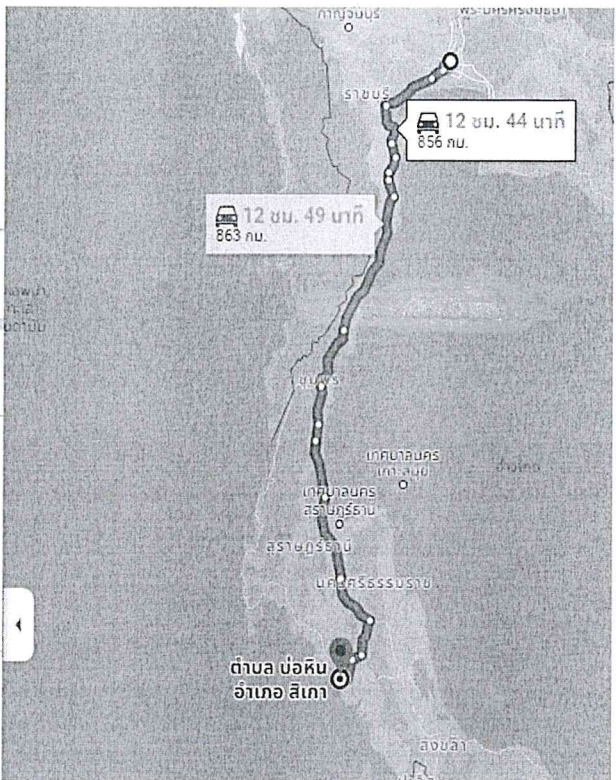 กาญจนบุรี
พระนครศรีอยุธยา
ราชบุรี
12 ชม. 44 นาที
856 กม.
12 ชม. 49 นาที
863 กม.
ชุมพร
เทศบาลนคร
เกาะสมุย
อ่าวไทย
เทศบาลนคร
สุราษฎร์ธานี
สุราษฎร์ธานี
นครศรีธรรมราช
ตำบล บ่อหิน
อำเภอ สิเกา
สงขลา